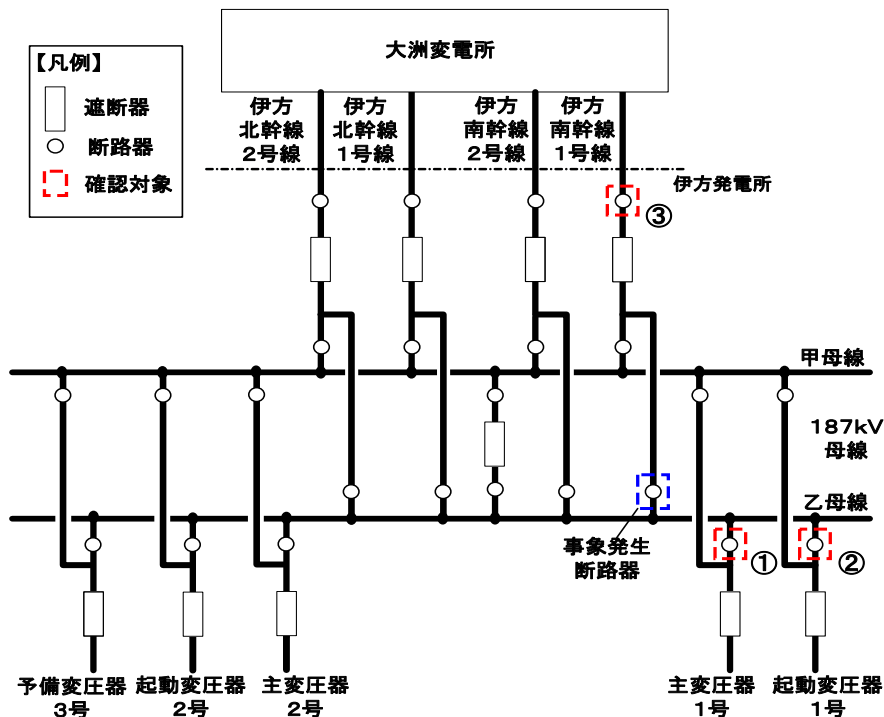 大洲変電所
【凡例】
遮断器
断路器
確認対象
伊方
北幹線
2号線
伊方
北幹線
1号線
伊方
南幹線
2号線
伊方
南幹線
1号線
伊方発電所
③
甲母線
187kV
母線
乙母線
事象発生
断路器
①
②
予備変圧器
3号
起動変圧器
2号
主変圧器
2号
主変圧器
1号
起動変圧器
1号